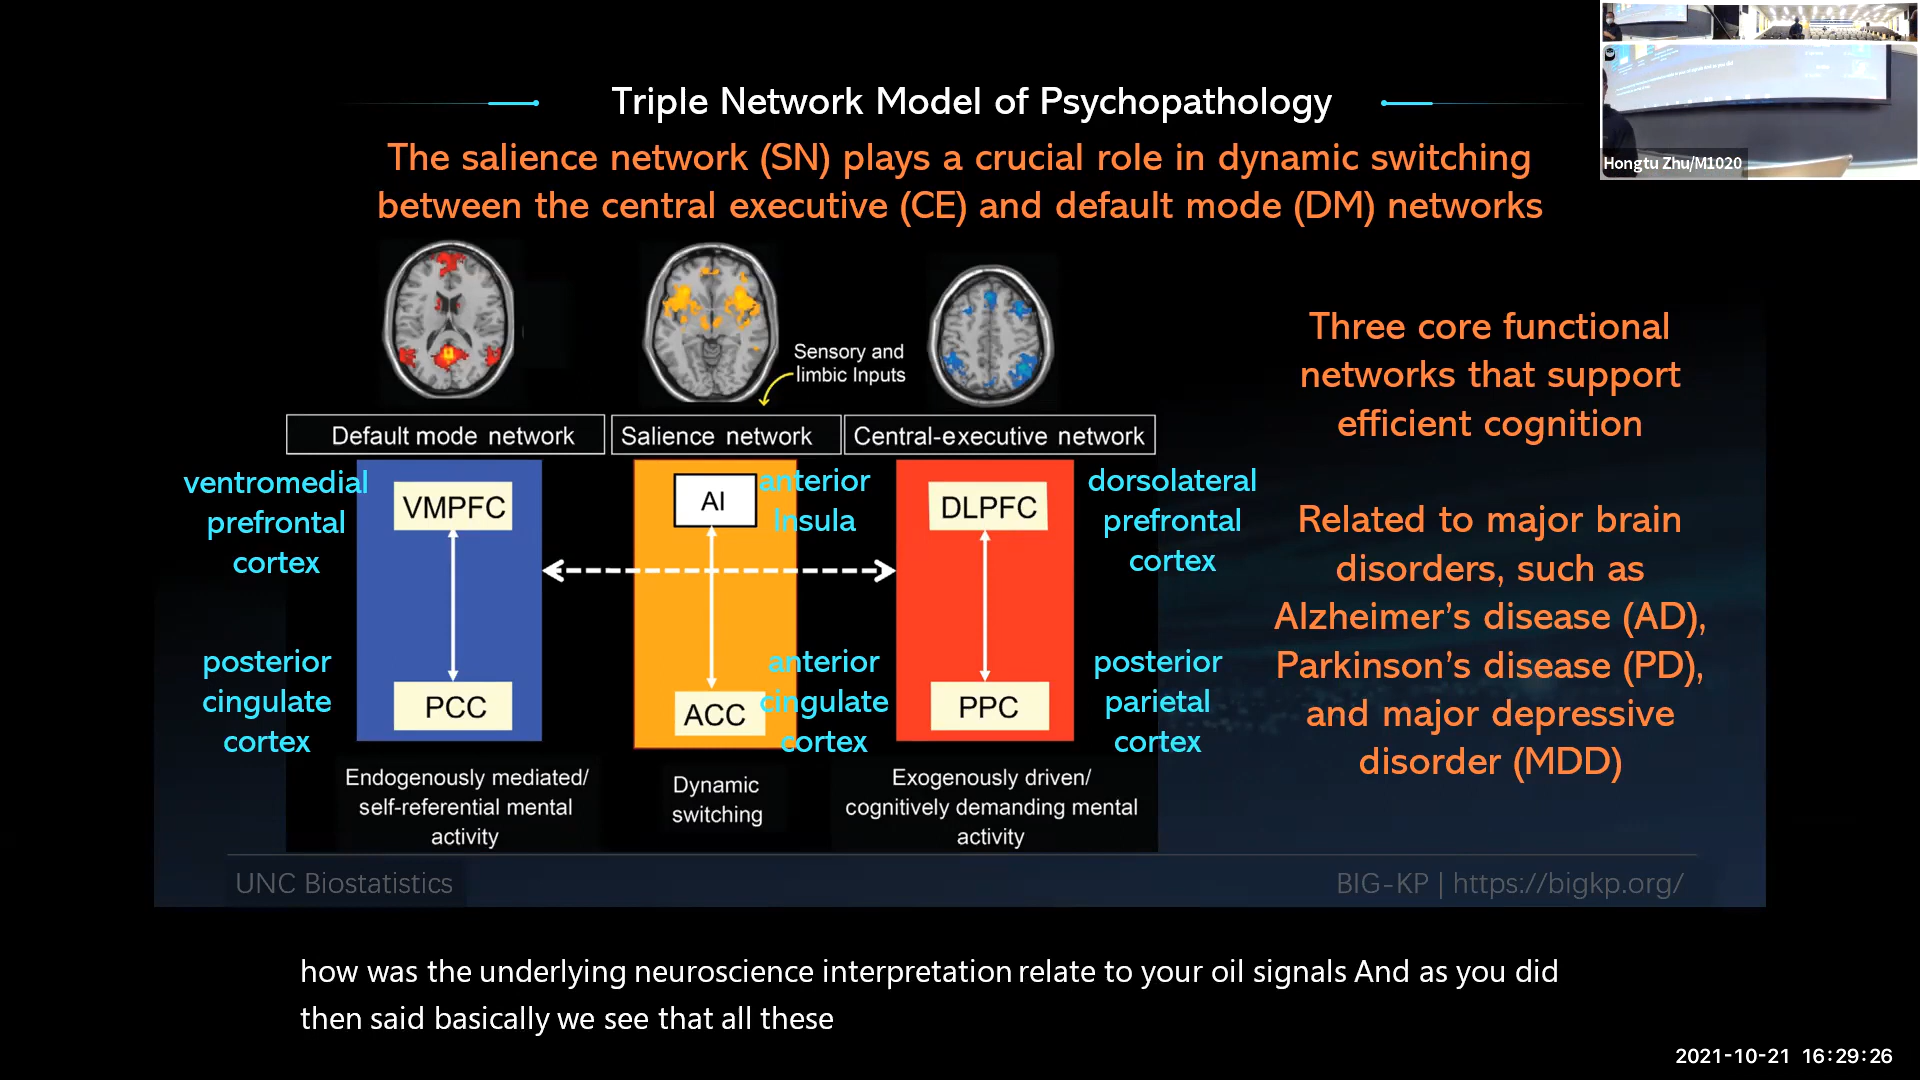 Triple Network Model of Psychopathology
The salience network (SN) plays a crucial role in dynamic switching
between the central executive (CE) and default mode (DM) networks
Hongtu Zhu/M1020
Sensory and
limbic Inputs
Default mode network
Salience network
Central-executive network
ventromedial
prefrontal
cortex
VMPFC
AI
anterior
Insula
DLPFC
dorsolateral
prefrontal
cortex
posterior
cingulate
cortex
PCC
ACC
anterior
cingulate
cortex
PPC
posterior
parietal
cortex
Endogenously mediated/
self-referential mental
activity
Dynamic
switching
Exogenously driven/
cognitively demanding mental
activity
Three core functional
networks that support
efficient cognition
Related to major brain
disorders, such as
Alzheimer's disease (AD),
Parkinson's disease (PD),
and major depressive
disorder (MDD)
UNC Biostatistics
BIG-KP | https://bigkp.org/
how was the underlying neuroscience interpretation relate to your oil signals And as you did
then said basically we see that all these
2021-10-21 16:29:26